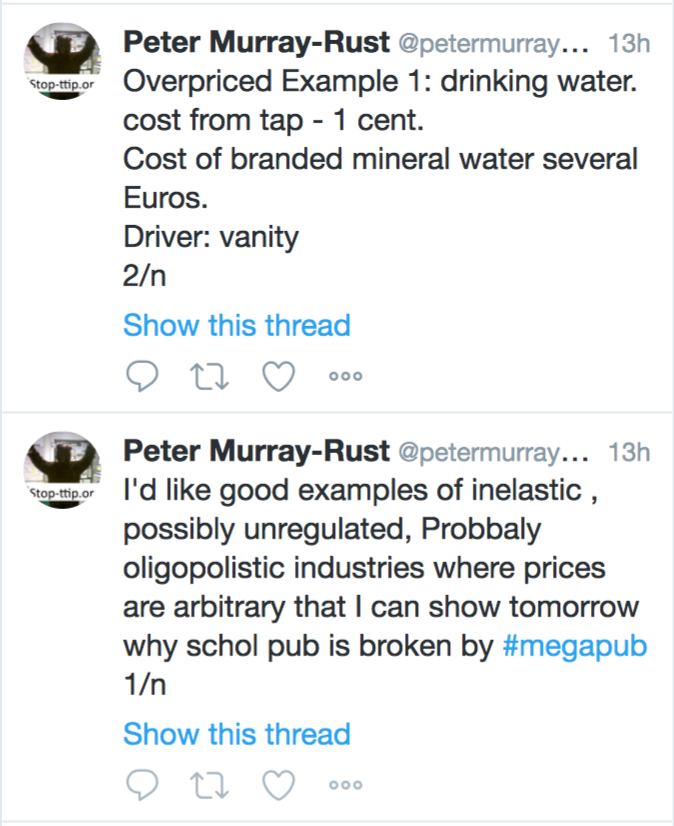 Peter Murray-Rust @petermurray... 13h
Stop-ttip.or
Overpriced Example 1: drinking water.
cost from tap - 1 cent.
Cost of branded mineral water several
Euros.
Driver: vanity
2/n
Show this thread
Peter Murray-Rust @petermurray... 13h
Stop-ttip.or
I'd like good examples of inelastic ,
possibly unregulated, Probbaly
oligopolistic industries where prices
are arbitrary that I can show tomorrow
why schol pub is broken by #megapub
1/n
Show this thread